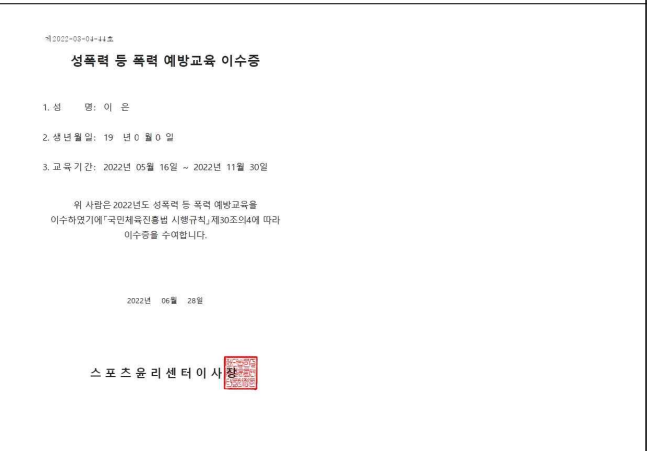 제2022-03-04-44호
성폭력 등 폭력 예방교육 이수증
1. 성 명: 이 은
2. 생년월일: 19 년 0 월 0 일
3. 교육기간: 2022년 05월 16일 ~ 2022년 11월 30일
위 사람은 2022년도 성폭력 등 폭력 예방교육을
이수하였기에「국민체육진흥법 시행규칙」제30조의4에 따라
이수증을 수여합니다.
2022년 06월 28일
스포츠윤리센터이사장